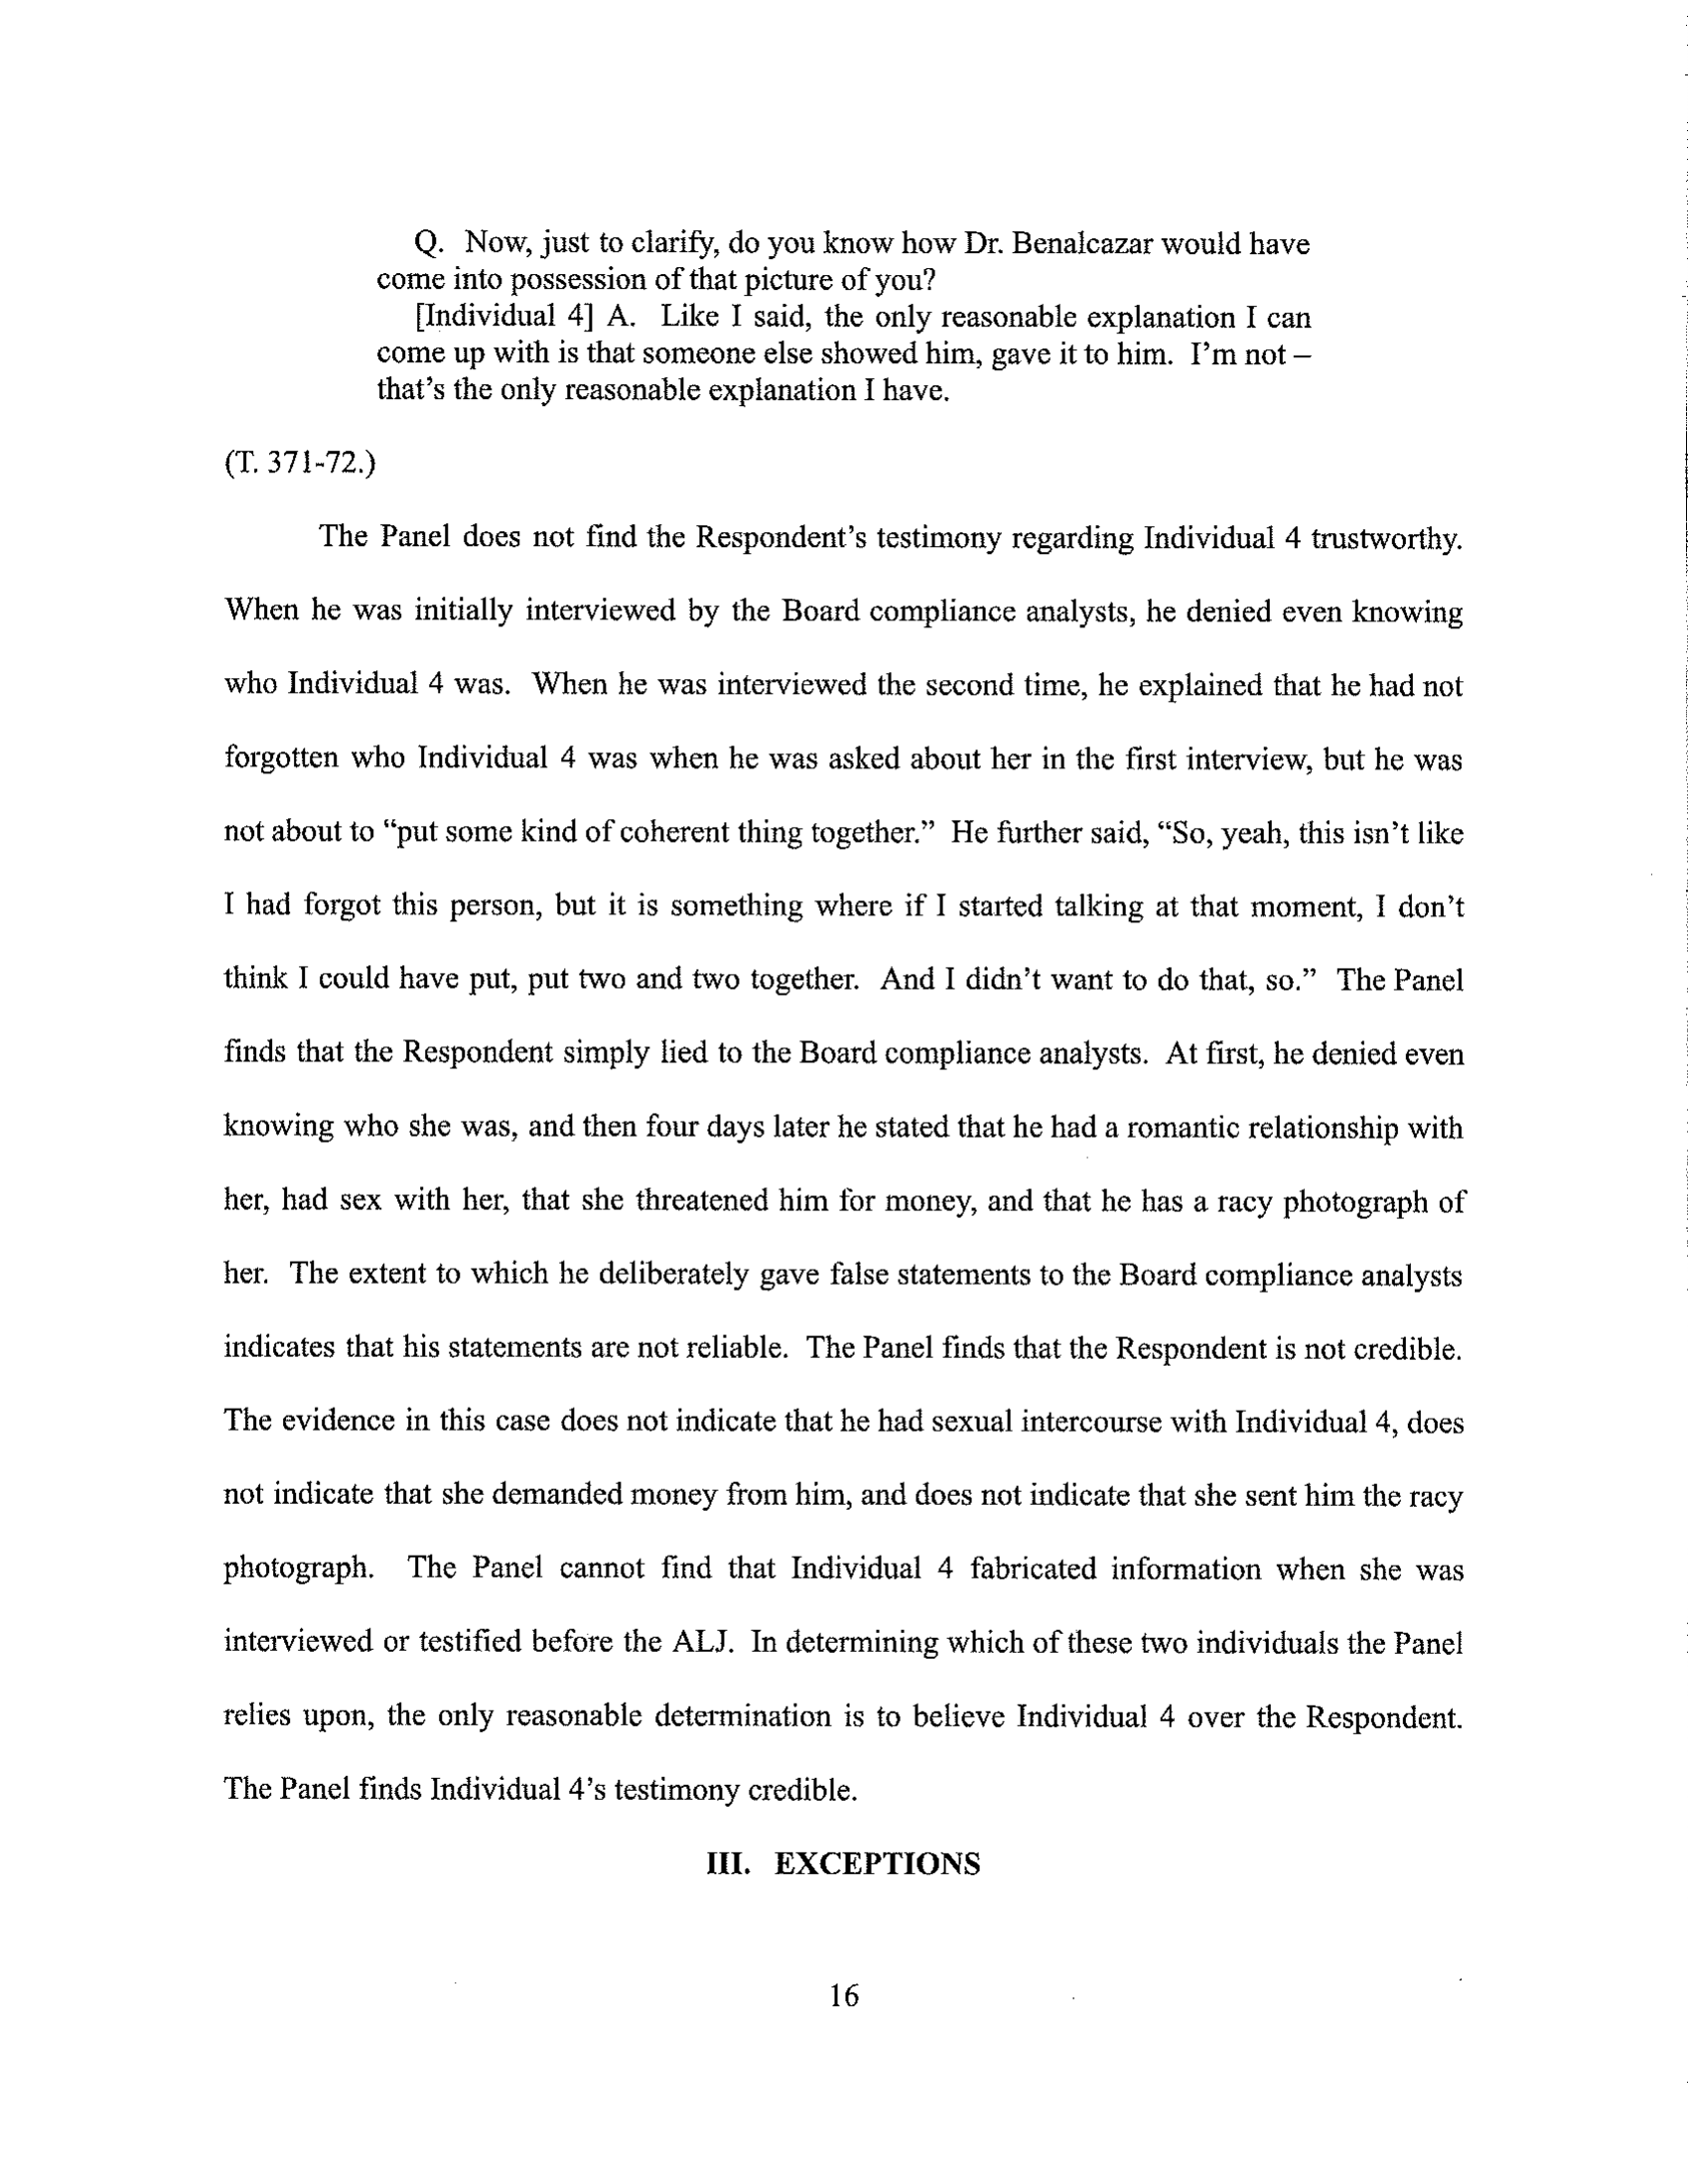 Q. Now, just to clarify, do you know how Dr. Benalcazar would have
come into possession of that picture of you?
[Individual 4] A. Like I said, the only reasonable explanation I can
come up with is that someone else showed him, gave it to him. I'm not –
that's the only reasonable explanation I have.
(T. 371-72.)
The Panel does not find the Respondent's testimony regarding Individual 4 trustworthy.
When he was initially interviewed by the Board compliance analysts, he denied even knowing
who Individual 4 was. When he was interviewed the second time, he explained that he had not
forgotten who Individual 4 was when he was asked about her in the first interview, but he was
not about to “put some kind of coherent thing together.” He further said, “So, yeah, this isn't like
I had forgot this person, but it is something where if I started talking at that moment, I don't
think I could have put, put two and two together. And I didn't want to do that, so.” The Panel
finds that the Respondent simply lied to the Board compliance analysts. At first, he denied even
knowing who she was, and then four days later he stated that he had a romantic relationship with
her, had sex with her, that she threatened him for money, and that he has a racy photograph of
her. The extent to which he deliberately gave false statements to the Board compliance analysts
indicates that his statements are not reliable. The Panel finds that the Respondent is not credible.
The evidence in this case does not indicate that he had sexual intercourse with Individual 4, does
not indicate that she demanded money from him, and does not indicate that she sent him the racy
photograph. The Panel cannot find that Individual 4 fabricated information when she was
interviewed or testified before the ALJ. In determining which of these two individuals the Panel
relies upon, the only reasonable determination is to believe Individual 4 over the Respondent.
The Panel finds Individual 4's testimony credible.
III. EXCEPTIONS
16